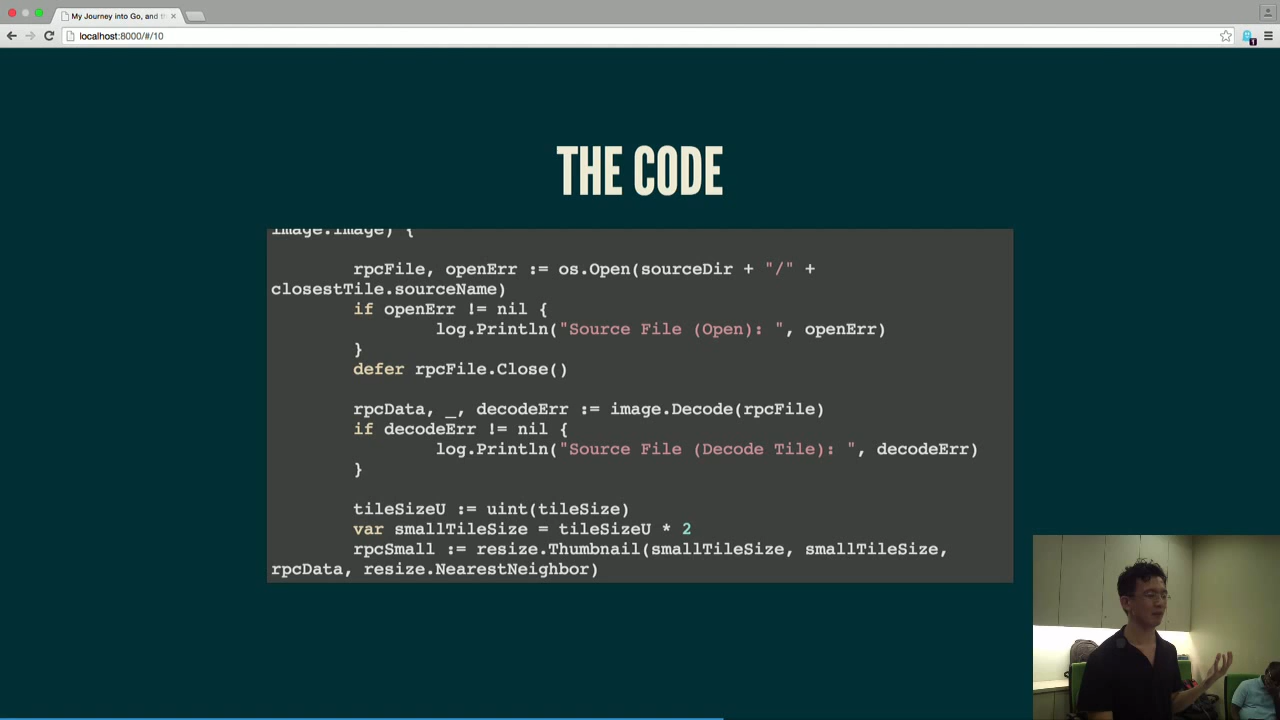 My Journey into Go, and th
localhost:8000/#/10
1
THE CODE
image.Image) {
rpcFile, openErr := os.Open(sourceDir + "/" +
closestTile.sourceName)
if openErr != nil {
log.Println("Source File (Open): ", openErr)
}
defer rpcFile.Close()
rpcData, _, decodeErr := image.Decode(rpcFile)
if decodeErr != nil {
log.Println("Source File (Decode Tile): ", decodeErr)
}
tileSizeU := uint(tileSize)
var smallTileSize = tileSizeU * 2
rpcSmall := resize.Thumbnail(smallTileSize, smallTileSize,
rpcData, resize.NearestNeighbor)